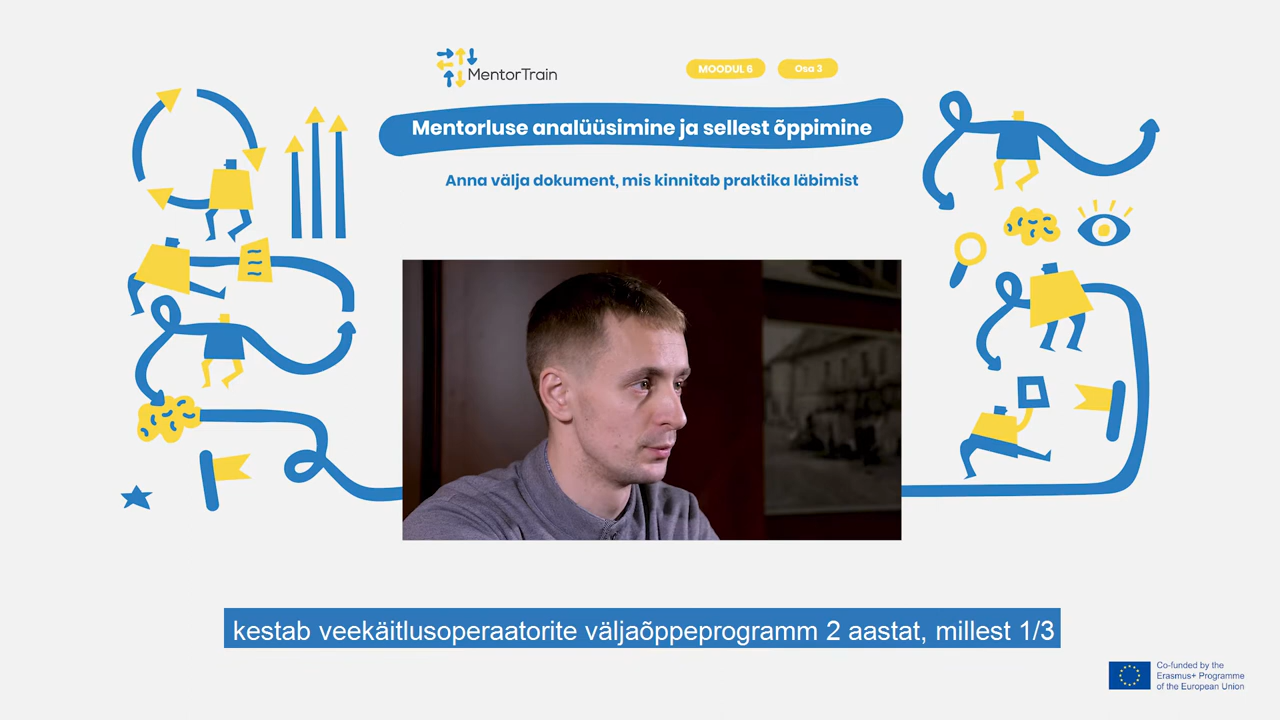 MentorTrain
MOODUL 6
Osa 3
Mentorluse analüüsimine ja sellest õppimine
Anna välja dokument, mis kinnitab praktika läbimist
kestab veekäitlusoperaatorite väljaõppeprogramm 2 aastat, millest 1/3
Co-funded by the
Erasmus+ Programme
of the European Union